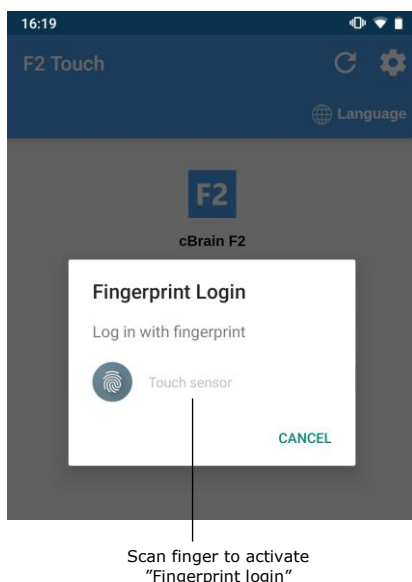 16:19
F2 Touch
Language
F2
cBrain F2
Fingerprint Login
Log in with fingerprint
Touch sensor
CANCEL
Scan finger to activate
”Fingerprint login”